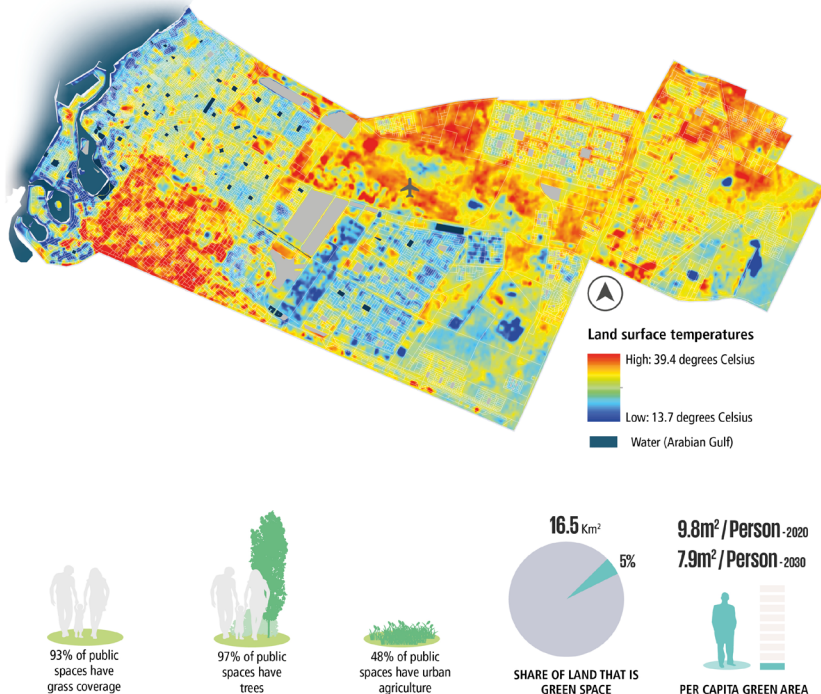 Land surface temperatures
High: 39.4 degrees Celsius
Low: 13.7 degrees Celsius
Water (Arabian Gulf)
93% of public
spaces have
grass coverage
97% of public
spaces have
trees
48% of public
spaces have urban
agriculture
16.5 Km²
5%
SHARE OF LAND THAT IS
GREEN SPACE
9.8m² / Person - 2020
7.9m² / Person - 2030
PER CAPITA GREEN AREA